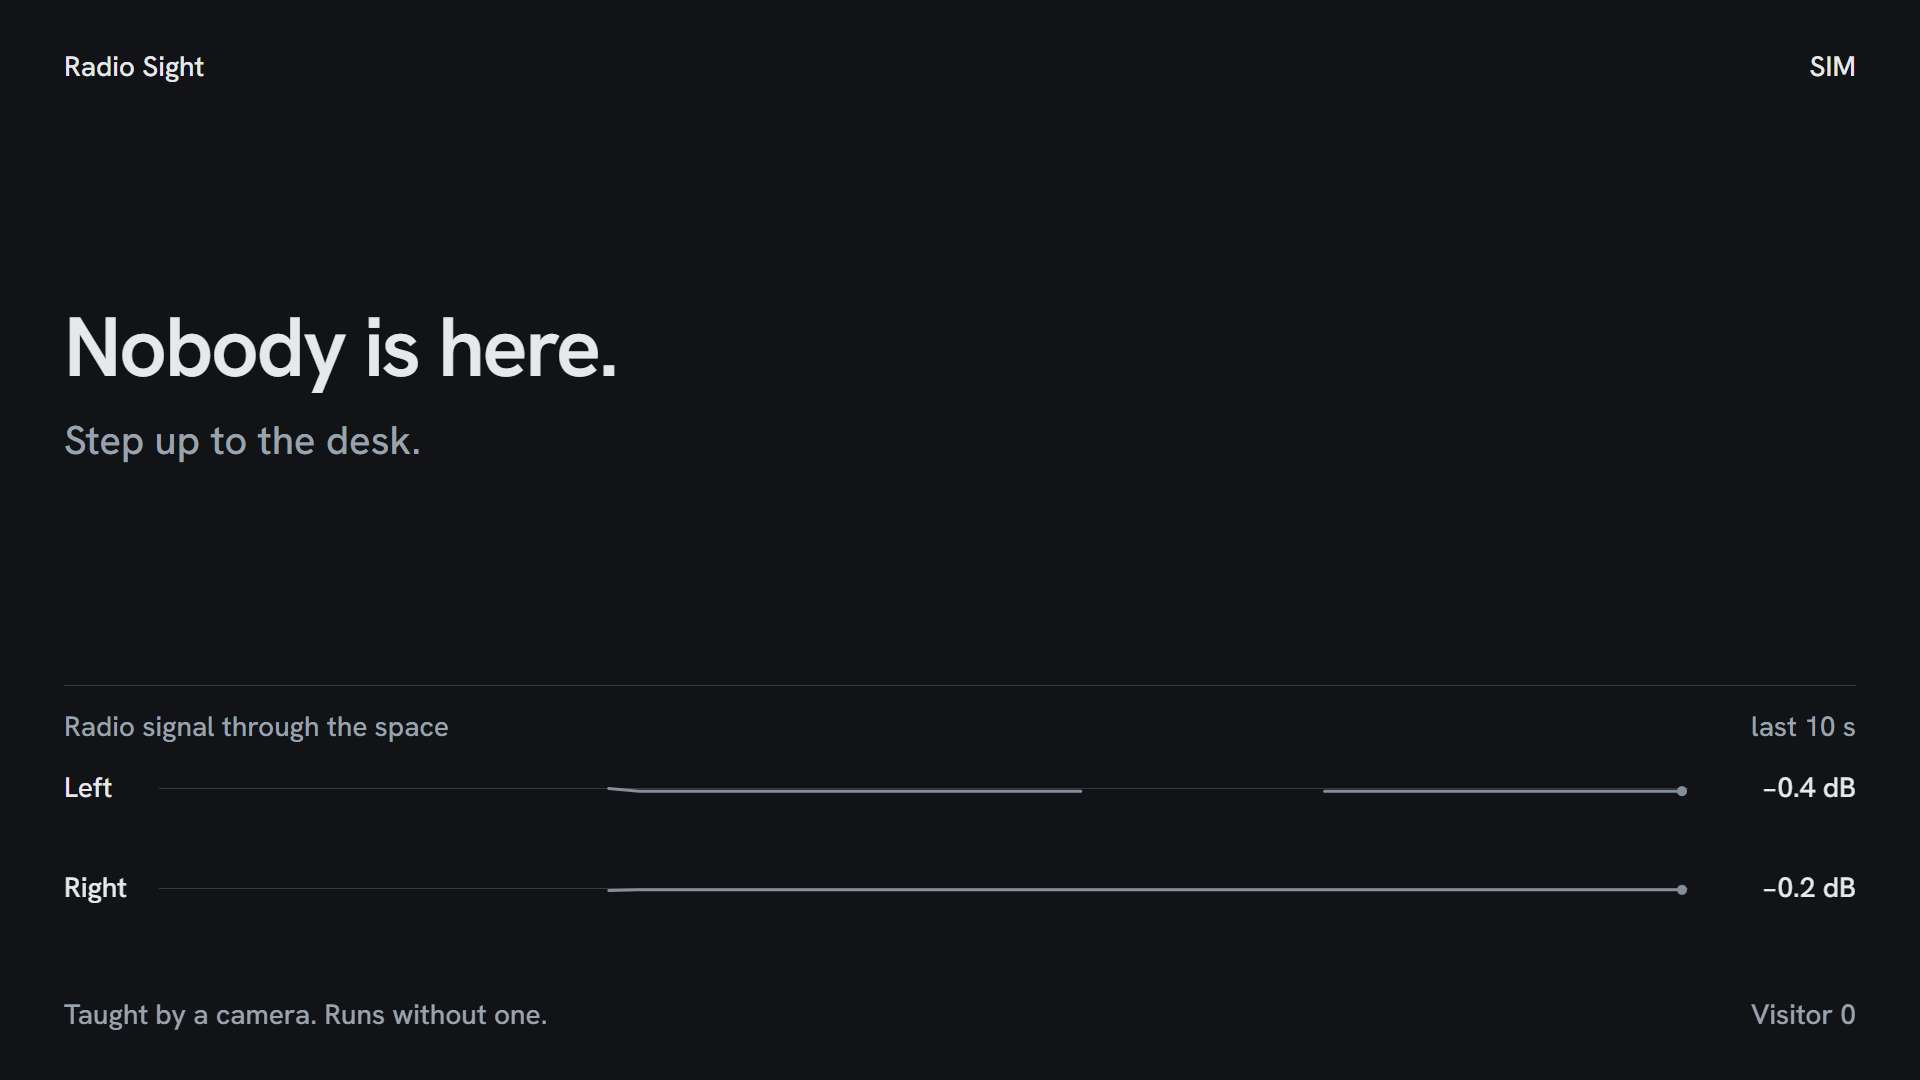 Radio Sight
SIM
Nobody is here.
Step up to the desk.
Radio signal through the space
last 10 s
Left
−0.4 dB
Right
−0.2 dB
Taught by a camera. Runs without one.
Visitor 0